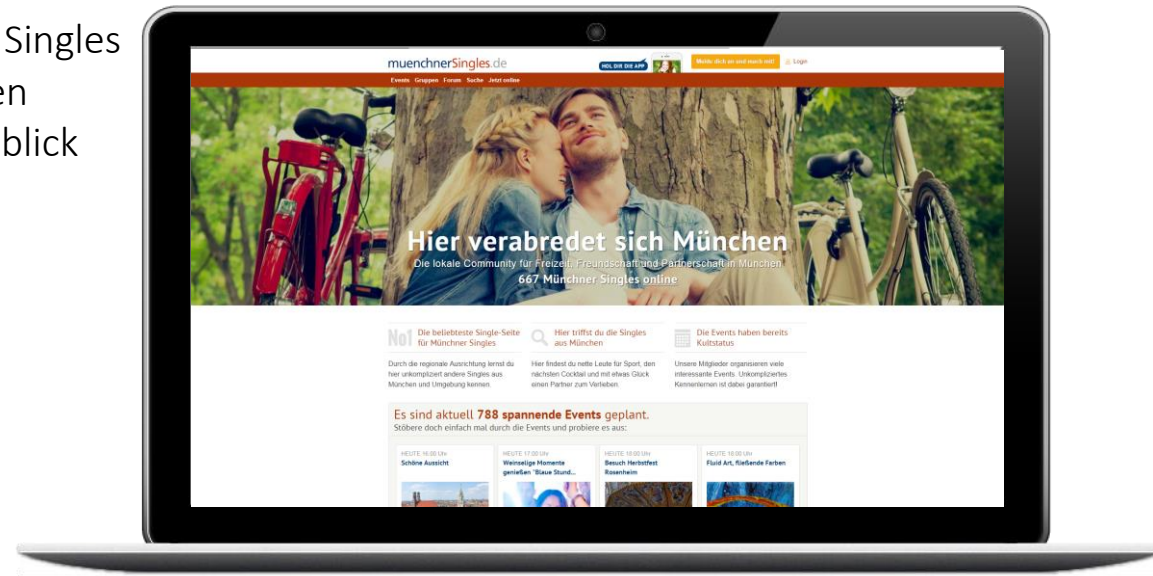 Singles
en
blick
muenchnerSingles.de
HOL DIR DIE APP
Melde dich an und mach mit!
Login
Events Gruppen Forum Suche Jetzt online
Hier verabredet sich München
Die lokale Community für Freizeit, Freundschaft und Partnerschaft in München
667 Münchner Singles online
No1 Die beliebteste Single-Seite
für Münchner Singles
Hier triffst du die Singles
aus München
Die Events haben bereits
Kultstatus
Durch die regionale Ausrichtung lernst du
hier unkompliziert andere Singles aus
München und Umgebung kennen.
Hier findest du nette Leute für Sport, den
nächsten Cocktail und mit etwas Glück
einen Partner zum Verlieben.
Unsere Mitglieder organisieren viele
interessante Events. Unkompliziertes
Kennenlernen ist dabei garantiert!
Es sind aktuell 788 spannende Events geplant.
Stöbere doch einfach mal durch die Events und probiere es aus:
HEUTE, 16:00 Uhr
Schöne Aussicht
HEUTE, 17:00 Uhr
Weinselige Momente
genießen "Blaue Stund...
HEUTE, 18:00 Uhr
Besuch Herbstfest
Rosenheim
HEUTE, 18:00 Uhr
Fluid Art, fließende Farben